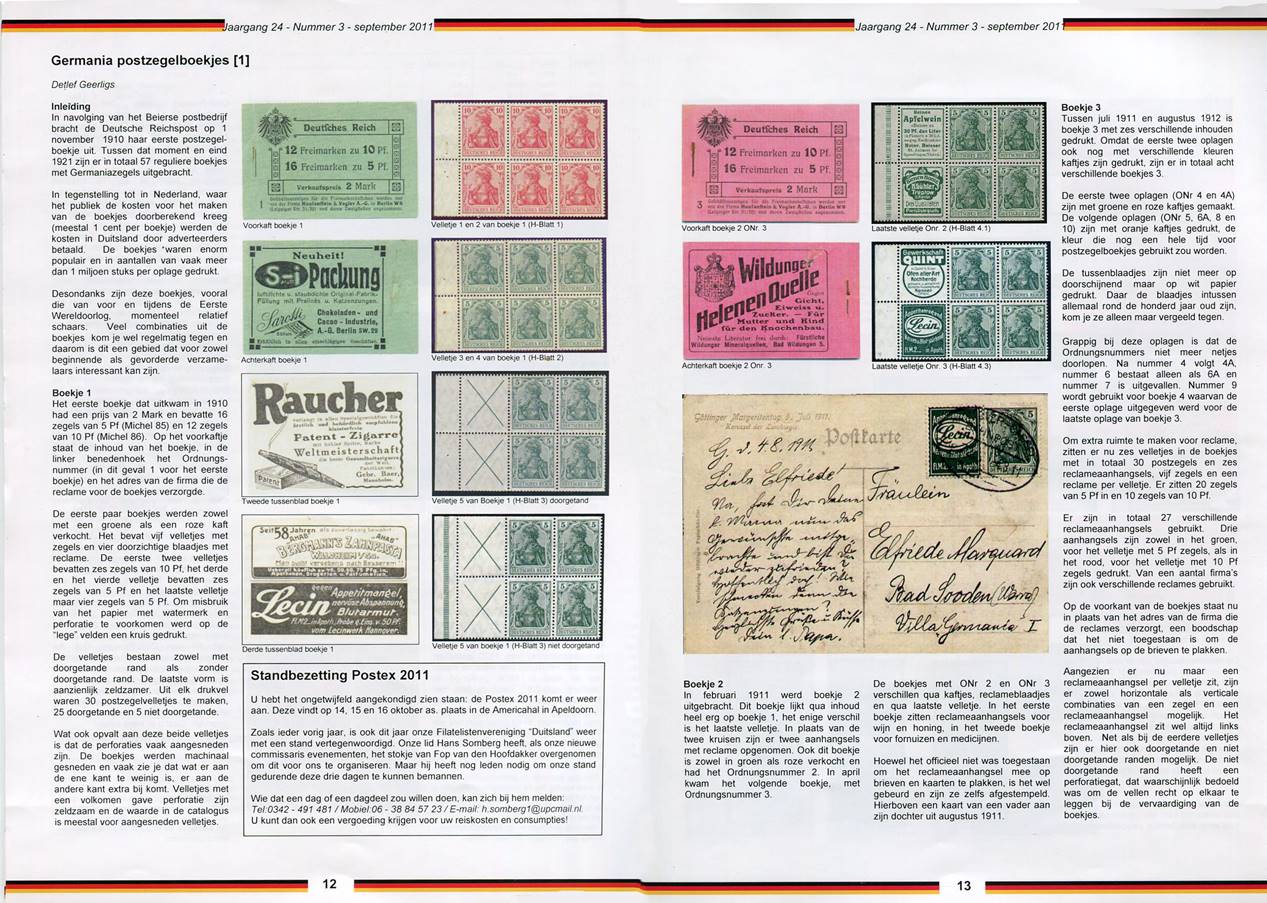 Jaargang 24 - Nummer 3 - september 2011
Germania postzegelboekjes [1]
Detlef Geerligs
Inleiding
In navolging van het Beierse postbedrijf
bracht de Deutsche Reichspost op 1
november 1910 haar eerste postzegel-
boekje uit. Tussen dat moment en eind
1921 zijn er in totaal 57 reguliere boekjes
met Germaniazegels uitgebracht.
In tegenstelling tot in Nederland, waar
het publiek de kosten voor het maken
van de boekjes doorberekend kreeg
(meestal 1 cent per boekje) werden de
kosten in Duitsland door adverteerders
betaald. De boekjes waren enorm
populair en in aantallen van vaak meer
dan 1 miljoen stuks per oplage gedrukt.
Desondanks zijn deze boekjes, vooral
die van voor en tijdens de Eerste
Wereldoorlog, momenteel relatief
schaars. Veel combinaties uit de
boekjes kom je wel regelmatig tegen en
daarom is dit een gebied dat voor zowel
beginnende als gevorderde verzame-
laars interessant kan zijn.
Boekje 1
Het eerste boekje dat uitkwam in 1910
had een prijs van 2 Mark en bevatte 16
zegels van 5 Pf (Michel 85) en 12 zegels
van 10 Pf (Michel 86). Op het voorkaftje
staat de inhoud van het boekje, in de
linker benedenhoek het Ordnungs-
nummer (in dit geval 1 voor het eerste
boekje) en het adres van de firma die de
reclame voor de boekjes verzorgde.
De eerste paar boekjes werden zowel
met een groene als een roze kaft
verkocht. Het bevat vijf velletjes met
zegels en vier doorzichtige blaadjes met
reclame. De eerste twee velletjes
bevatten zes zegels van 10 Pf, het derde
en het vierde velletje bevatten zes
zegels van 5 Pf en het laatste velletje
maar vier zegels van 5 Pf. Om misbruik
van het papier met watermerk en
perforatie te voorkomen werd op de
"lege" velden een kruis gedrukt.
De velletjes bestaan zowel met
doorgetande rand als zonder
doorgetande rand. De laatste vorm is
aanzienlijk zeldzamer. Uit elk drukvel
waren 30 postzegelvelletjes te maken,
25 doorgetande en 5 niet doorgetande.
Wat ook opvalt aan deze beide velletjes
is dat de perforaties vaak aangesneden
zijn. De boekjes werden machinaal
gesneden en vaak zie je dat wat er aan
de ene kant te weinig is, er aan de
andere kant extra bij komt. Velletjes met
een volkomen gave perforatie zijn
zeldzaam en de waarde in de catalogus
is meestal voor aangesneden velletjes.
Deutsches Reich
12 Freimarken zu 10 Pf.
16 Freimarken zu 5 Pf.
Verkaufspreis 2 Mark
1
Voorkaft boekje 1
Velletje 1 en 2 van boekje 1 (H-Blatt 1)
Neuheit!
S-J Packung
Sarotti
Chokoladen- und
Cacao-Industrie,
A.-G. Berlin SW. 29
Achterkaft boekje 1
Velletje 3 en 4 van boekje 1 (H-Blatt 2)
Raucher
Patent-Zigarre
Weltmeisterschaft
Gebr. Baer,
Mannheim.
Patent
Tweede tussenblad boekje 1
Velletje 5 van Boekje 1 (H-Blatt 3) doorgetand
Seit 58 Jahren
BERGMANN'S ZAHNPASTA
WALDHEIM
Lecin
gegen
Appetitmangel,
nervöse Abspannung,
Blutarmut.
vom Lecinwerk Hannover.
Derde tussenblad boekje 1
Velletje 5 van boekje 1 (H-Blatt 3) niet doorgetand
Standbezetting Postex 2011
U hebt het ongetwijfeld aangekondigd zien staan: de Postex 2011 komt er weer
aan. Deze vindt op 14, 15 en 16 oktober as. plaats in de Americahal in Apeldoorn.
Zoals ieder vorig jaar, is ook dit jaar onze Filatelistenvereniging "Duitsland" weer
met een stand vertegenwoordigd. Onze lid Hans Somberg heeft, als onze nieuwe
commissaris evenementen, het stokje van Fop van den Hoofdakker overgenomen
om dit voor ons te organiseren. Maar hij heeft nog leden nodig om onze stand
gedurende deze drie dagen te kunnen bemannen.
Wie dat een dag of een dagdeel zou willen doen, kan zich bij hem melden:
Tel:0342 - 491 481 / Mobiel:06 - 38 84 57 23 / E-mail: h.somberg1@upcmail.nl.
U kunt dan ook een vergoeding krijgen voor uw reiskosten en consumpties!
12
Jaargang 24 - Nummer 3 - september 2011
Deutsches Reich
12 Freimarken zu 10 Pf.
16 Freimarken zu 5 Pf.
Verkaufspreis 2 Mark
3
Voorkaft boekje 2 ONr. 3
Apfelwein
Laatste velletje Onr. 2 (H-Blatt 4.1)
Wildunger
Helenen Quelle
Gicht,
Eiweiss u.
Zucker. - Für
Mutter und Kind
für den Knochenbau.
Neueste Literatur frei durch: Fürstliche
Wildunger Mineralquellen, Bad Wildungen 5.
Achterkaft boekje 2 Onr. 3
QUINT
Lecin
Laatste velletje Onr. 3 (H-Blatt 4.3)
Göttinger Margeritentag, 5. Juli 1911.
Postkarte
G. d. 4.8. 1911
Fräulein
Elfriede Marquard
Bad Sooden (Werra)
Villa Germania I
Boekje 2
In februari 1911 werd boekje 2
uitgebracht. Dit boekje lijkt qua inhoud
heel erg op boekje 1, het enige verschil
is het laatste velletje. In plaats van de
twee kruisen zijn er twee aanhangsels
met reclame opgenomen. Ook dit boekje
is zowel in groen als roze verkocht en
had het Ordnungsnummer 2. In april
kwam het volgende boekje, met
Ordnungsnummer 3.
De boekjes met ONr 2 en ONr 3
verschillen qua kaftjes, reclameblaadjes
en qua laatste velletje. In het eerste
boekje zitten reclameaanhangsels voor
wijn en honing, in het tweede boekje
voor fornuizen en medicijnen.
Hoewel het officieel niet was toegestaan
om het reclameaanhangsel mee op
brieven en kaarten te plakken, is het wel
gebeurd en zijn ze zelfs afgestempeld.
Hierboven een kaart van een vader aan
zijn dochter uit augustus 1911.
Boekje 3
Tussen juli 1911 en augustus 1912 is
boekje 3 met zes verschillende inhouden
gedrukt. Omdat de eerste twee oplagen
ook nog met verschillende kleuren
kaftjes zijn gedrukt, zijn er in totaal acht
verschillende boekjes 3.
De eerste twee oplagen (ONr 4 en 4A)
zijn met groene en roze kaftjes gemaakt.
De volgende oplagen (ONr 5, 6A, 8 en
10) zijn met oranje kaftjes gedrukt, de
kleur die nog een hele tijd voor
postzegelboekjes gebruikt zou worden.
De tussenblaadjes zijn niet meer op
doorschijnend maar op wit papier
gedrukt. Daar de blaadjes intussen
allemaal rond de honderd jaar oud zijn,
kom je ze alleen maar vergeeld tegen.
Grappig bij deze oplagen is dat de
Ordnungsnummers niet meer netjes
doorlopen. Na nummer 4 volgt 4A,
nummer 6 bestaat alleen als 6A en
nummer 7 is uitgevallen. Nummer 9
wordt gebruikt voor boekje 4 waarvan de
eerste oplage uitgegeven werd voor de
laatste oplage van boekje 3.
Om extra ruimte te maken voor reclame,
zitten er nu zes velletjes in de boekjes
met in totaal 30 postzegels en zes
reclameaanhangsels, vijf zegels en een
reclame per velletje. Er zitten 20 zegels
van 5 Pf in en 10 zegels van 10 Pf.
Er zijn in totaal 27 verschillende
reclameaanhangsels gebruikt. Drie
aanhangsels zijn zowel in het groen,
voor het velletje met 5 Pf zegels, als in
het rood, voor het velletje met 10 Pf
zegels gedrukt. Van een aantal firma's
zijn ook verschillende reclames gebruikt.
Op de voorkant van de boekjes staat nu
in plaats van het adres van de firma die
de reclames verzorgt, een boodschap
dat het niet toegestaan is om de
aanhangsels op de brieven te plakken.
Aangezien er nu maar een
reclameaanhangsel per velletje zit, zijn
er zowel horizontale als verticale
combinaties van een zegel en een
reclameaanhangsel mogelijk. Het
reclameaanhangsel zit wel altijd links
boven. Net als bij de eerdere velletjes
zijn er hier ook doorgetande en niet
doorgetande randen mogelijk. De niet
doorgetande rand heeft een
perforatiegat, dat waarschijnlijk bedoeld
was om de vellen recht op elkaar te
leggen bij de vervaardiging van de
boekjes.
13